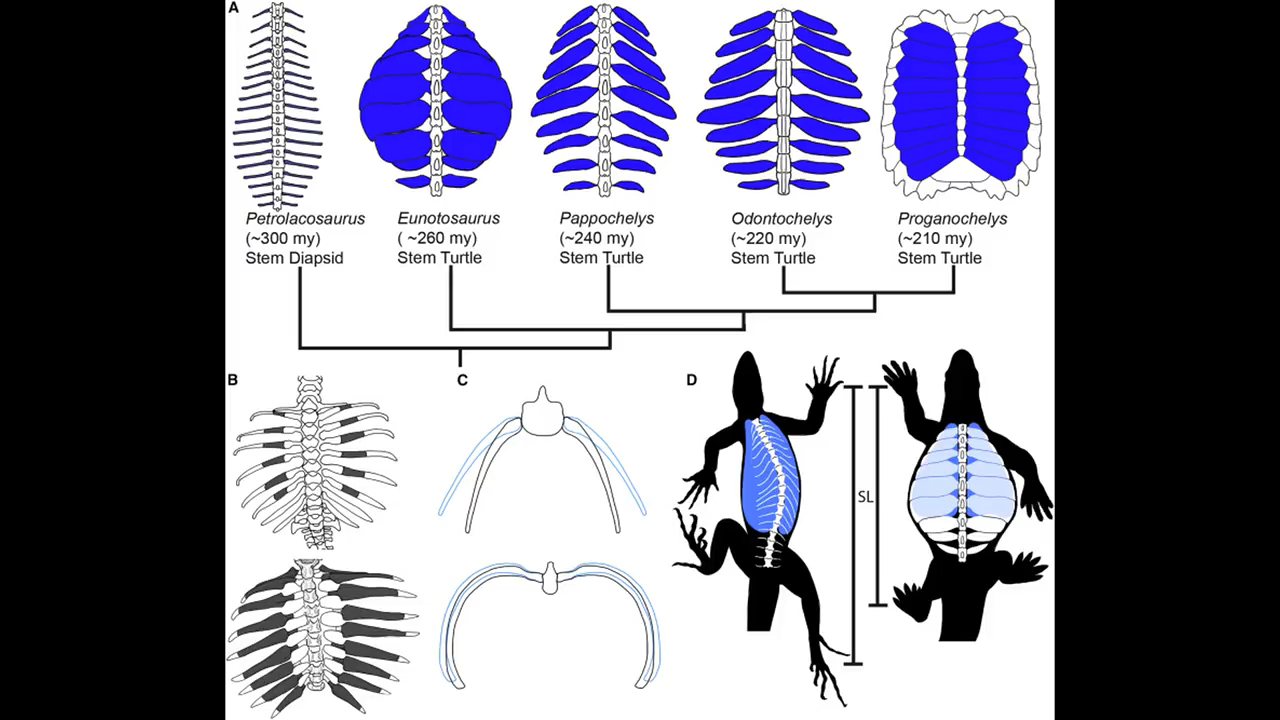 A
Petrolacosaurus
(~300 my)
Stem Diapsid
Eunotosaurus
( ~260 my)
Stem Turtle
Pappochelys
(~240 my)
Stem Turtle
Odontochelys
(~220 my)
Stem Turtle
Proganochelys
(~210 my)
Stem Turtle
B
C
D
SL